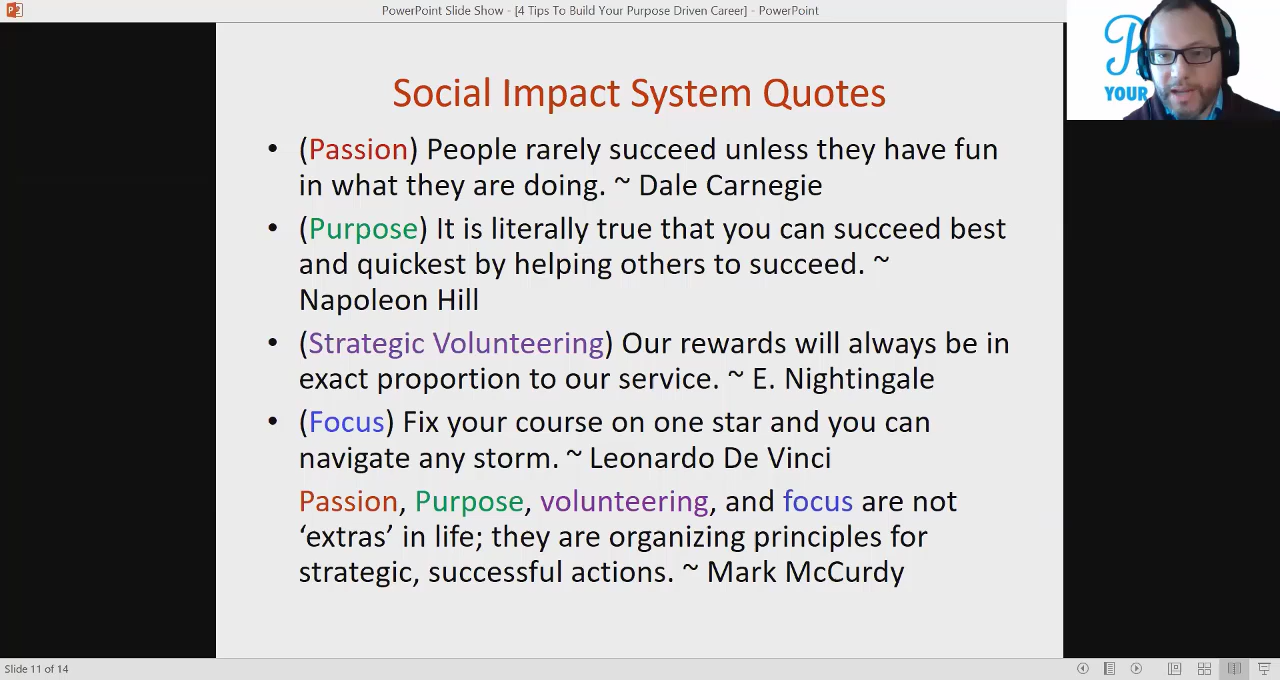 PowerPoint Slide Show - [4 Tips To Build Your Purpose Driven Career] - PowerPoint
YOUR
Social Impact System Quotes
• (Passion) People rarely succeed unless they have fun
in what they are doing. ~ Dale Carnegie
• (Purpose) It is literally true that you can succeed best
and quickest by helping others to succeed. ~
Napoleon Hill
• (Strategic Volunteering) Our rewards will always be in
exact proportion to our service. ~ E. Nightingale
• (Focus) Fix your course on one star and you can
navigate any storm. ~ Leonardo De Vinci
Passion, Purpose, volunteering, and focus are not
‘extras’ in life; they are organizing principles for
strategic, successful actions. ~ Mark McCurdy
Slide 11 of 14